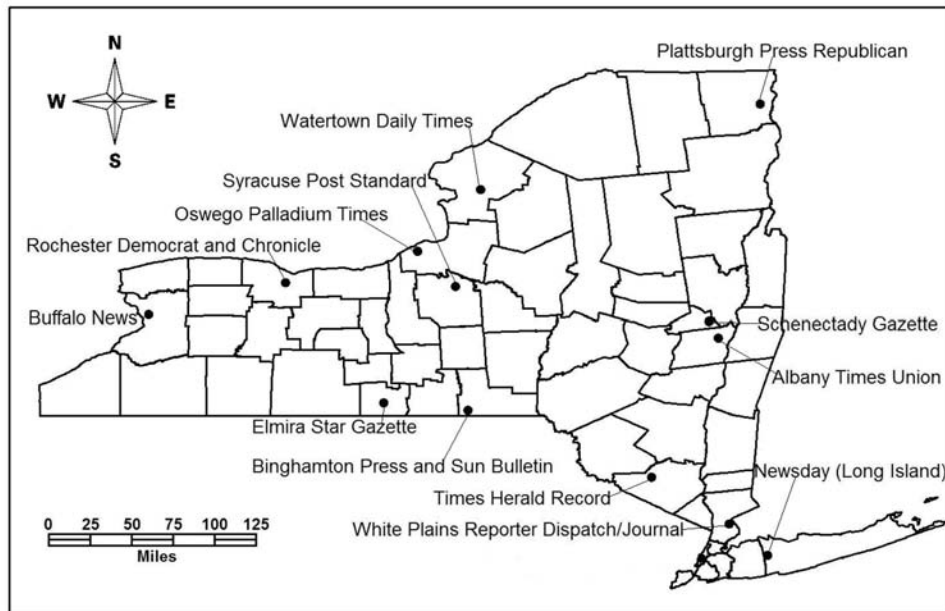 N
W E
S
Plattsburgh Press Republican
Watertown Daily Times
Syracuse Post Standard
Oswego Palladium Times
Rochester Democrat and Chronicle
Buffalo News
Schenectady Gazette
Albany Times Union
Elmira Star Gazette
Binghamton Press and Sun Bulletin
Newsday (Long Island)
Times Herald Record
White Plains Reporter Dispatch/Journal
0 25 50 75 100 125
Miles